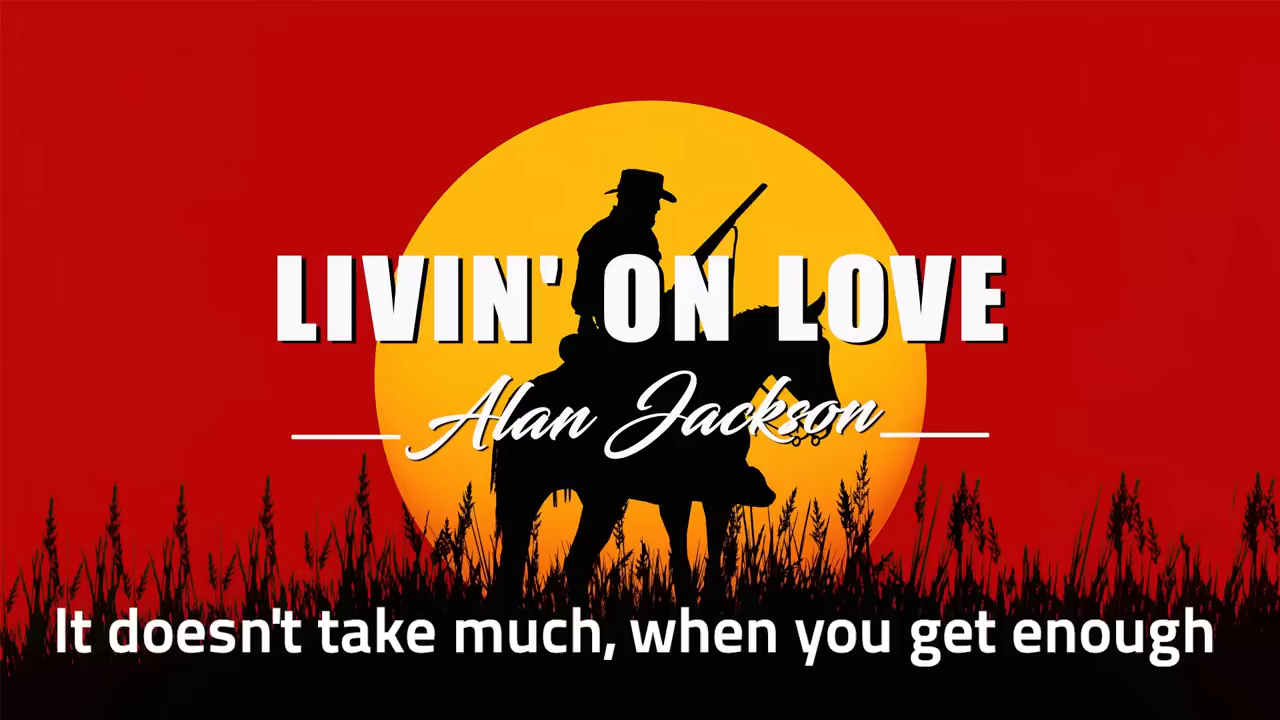 LIVIN' ON LOVE
Alan Jackson
It doesn't take much, when you get enough